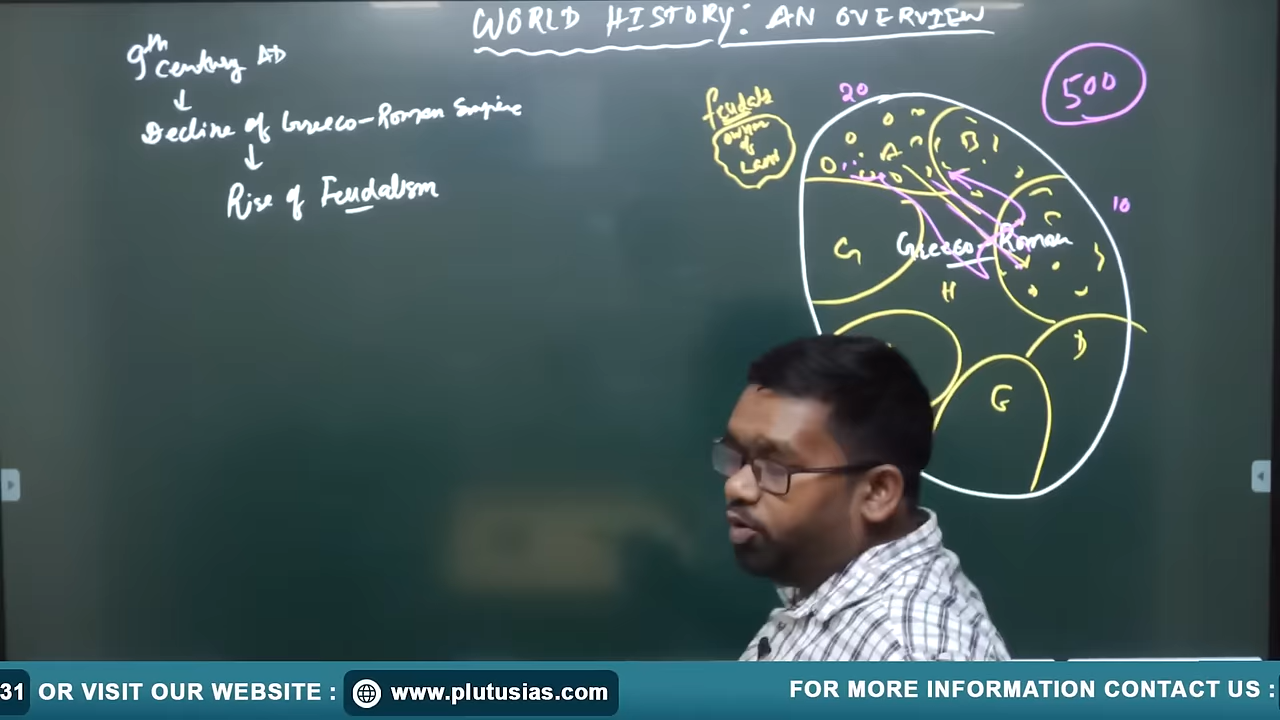 WORLD HISTORY: AN OVERVIEW
9th Century AD
↓
Decline of Greeco-Roman Empire
↓
Rise of Feudalism
feudals
owner
of
Land
20
500
10
A
B
G
Greeco-Roman
H
D
G
31 OR VISIT OUR WEBSITE : www.plutusias.com
FOR MORE INFORMATION CONTACT US :